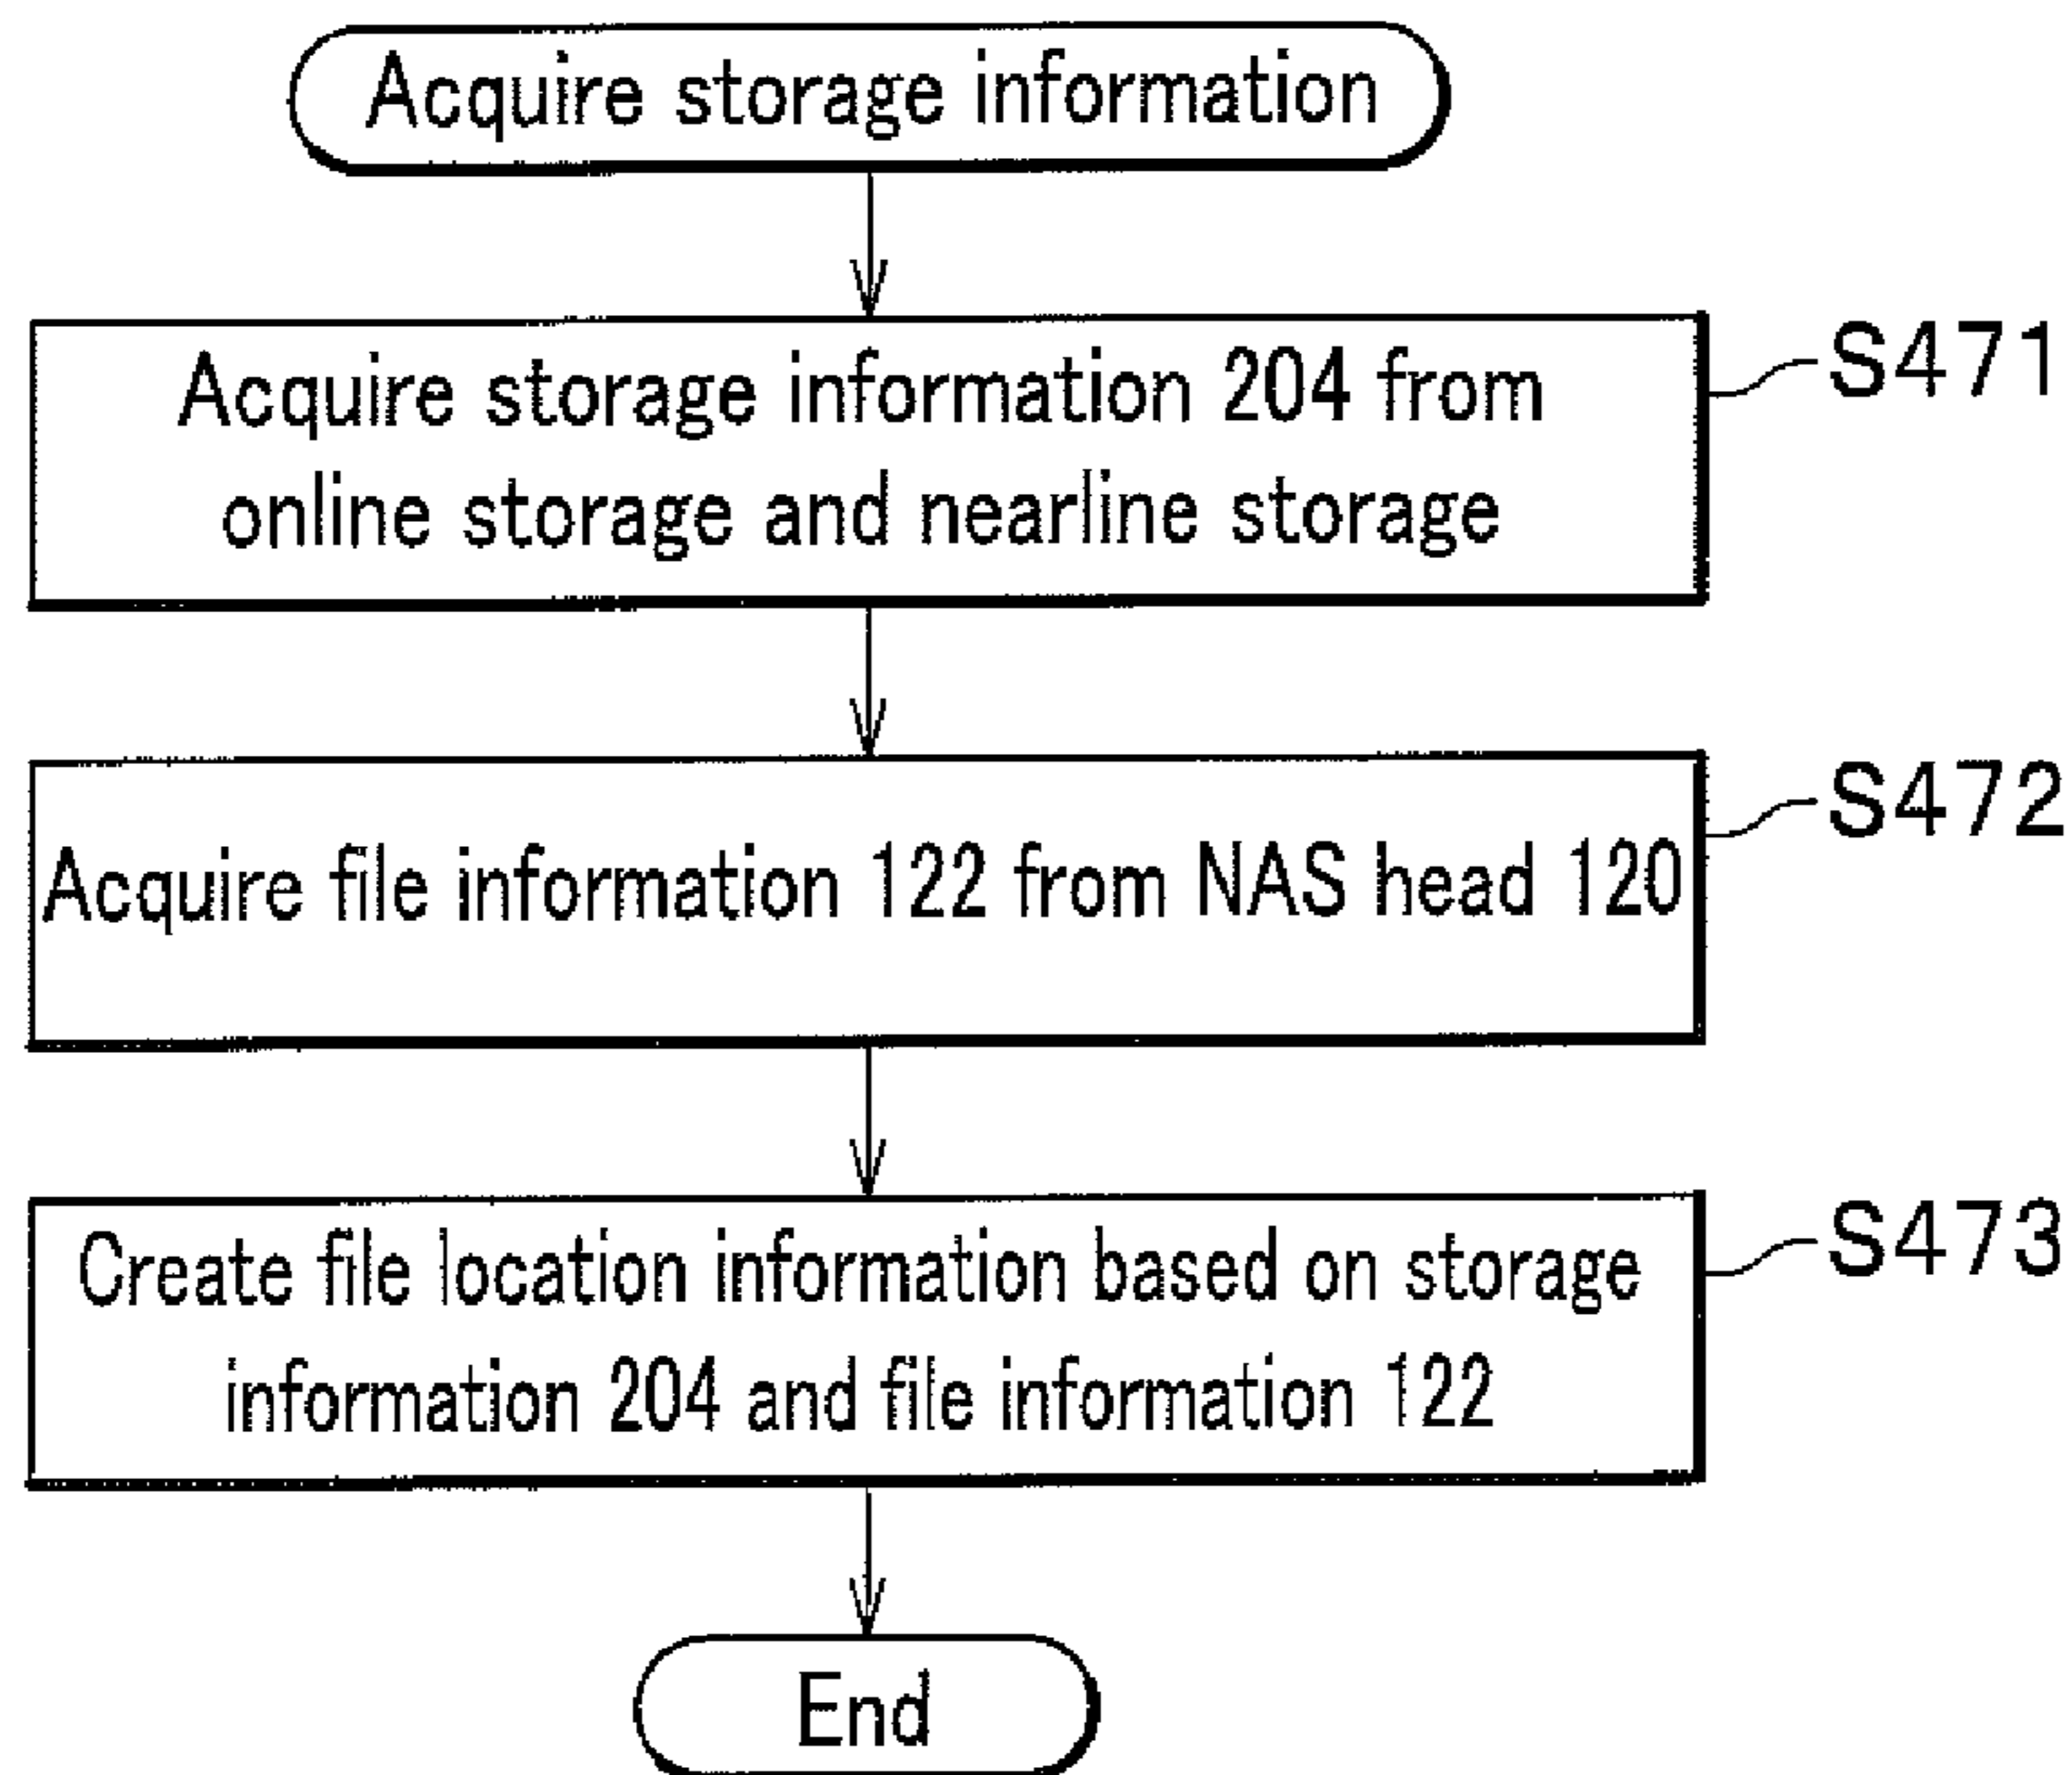 Acquire storage information
Acquire storage information 204 from
online storage and nearline storage
S471
Acquire file information 122 from NAS head 120
S472
Create file location information based on storage
information 204 and file information 122
S473
End